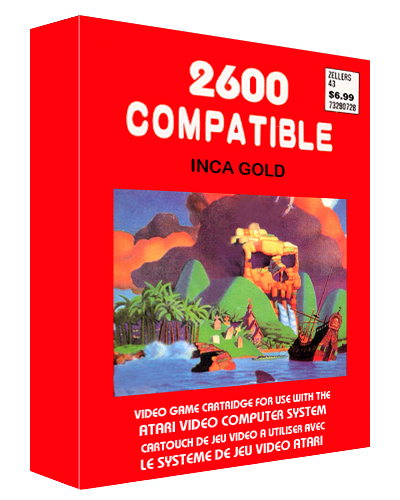 2600
COMPATIBLE
ZELLERS
43
$6.99
73290728
INCA GOLD
VIDEO GAME CARTRIDGE FOR USE WITH THE
ATARI VIDEO COMPUTER SYSTEM
CARTOUCH DE JEU VIDEO A UTILISER AVEC
LE SYSTEME DE JEU VIDEO ATARI